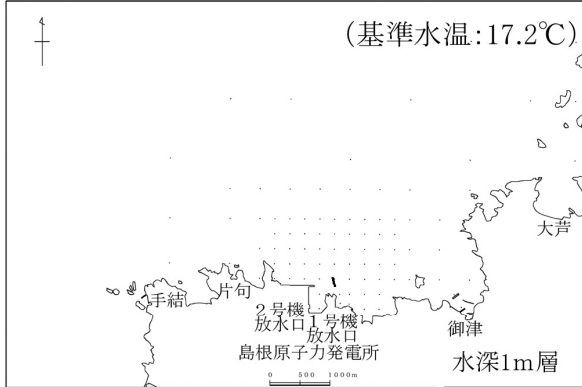 (基準水温:17.2℃)
大芦
手結
片句
2号機
放水口
1号機
放水口
御津
島根原子力発電所
水深1m層
0 500 1000m